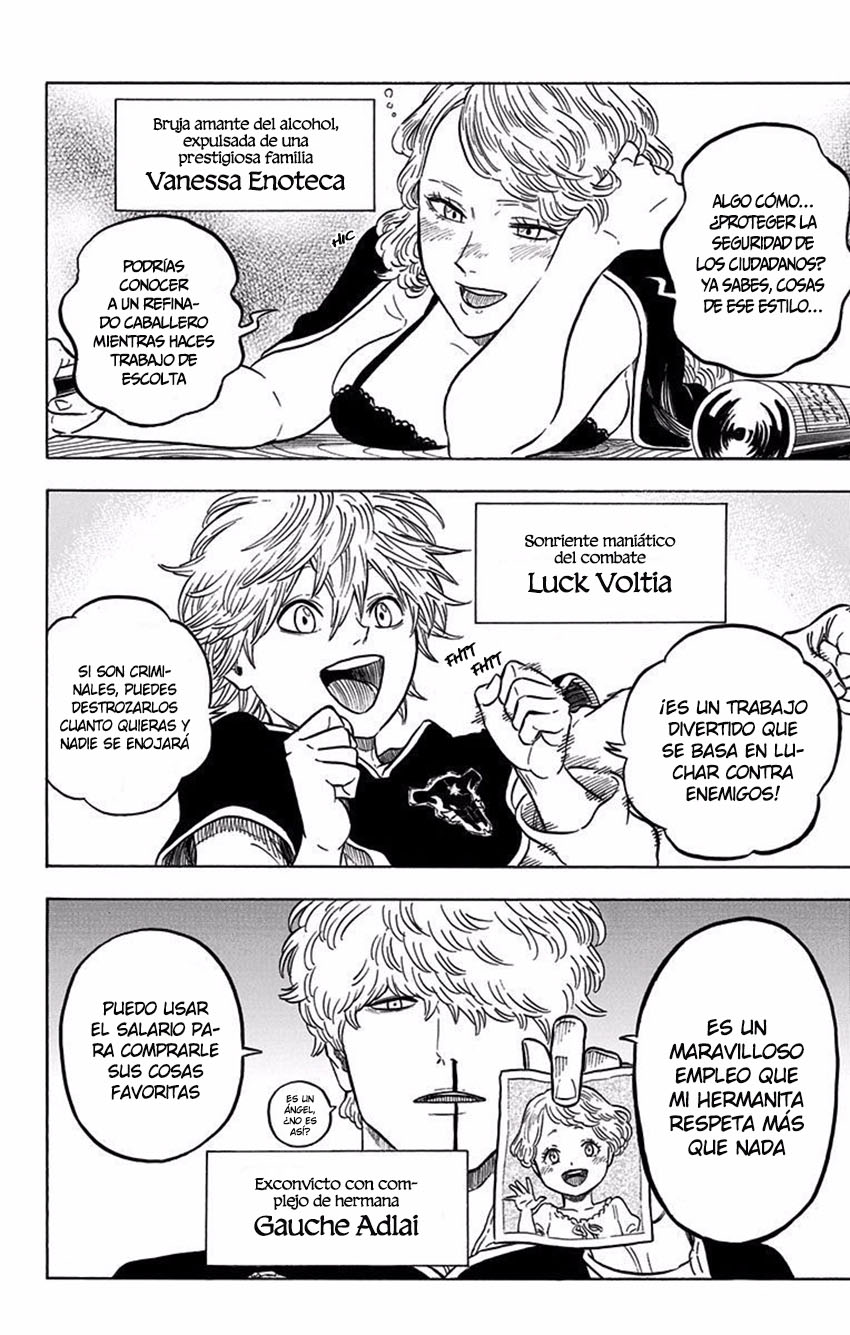 Bruja amante del alcohol,
expulsada de una
prestigiosa familia
Vanessa Enoteca
ALGO CÓMO...
¿PROTEGER LA
SEGURIDAD DE
LOS CIUDADANOS?
YA SABES, COSAS
DE ESE ESTILO...
HIC
PODRÍAS
CONOCER
A UN REFINA-
DO CABALLERO
MIENTRAS HACES
TRABAJO DE
ESCOLTA
Sonriente maniático
del combate
Luck Voltia
¡ES UN TRABAJO
DIVERTIDO QUE
SE BASA EN LU-
CHAR CONTRA
ENEMIGOS!
FHTT
FHTT
SI SON CRIMI-
NALES, PUEDES
DESTROZARLOS
CUANTO QUIERAS Y
NADIE SE ENOJARÁ
ES UN
MARAVILLOSO
EMPLEO QUE
MI HERMANITA
RESPETA MÁS
QUE NADA
PUEDO USAR
EL SALARIO PA-
RA COMPRARLE
SUS COSAS
FAVORITAS
ES UN
ÁNGEL,
¿NO ES
ASÍ?
Exconvicto con com-
plejo de hermana
Gauche Adlai